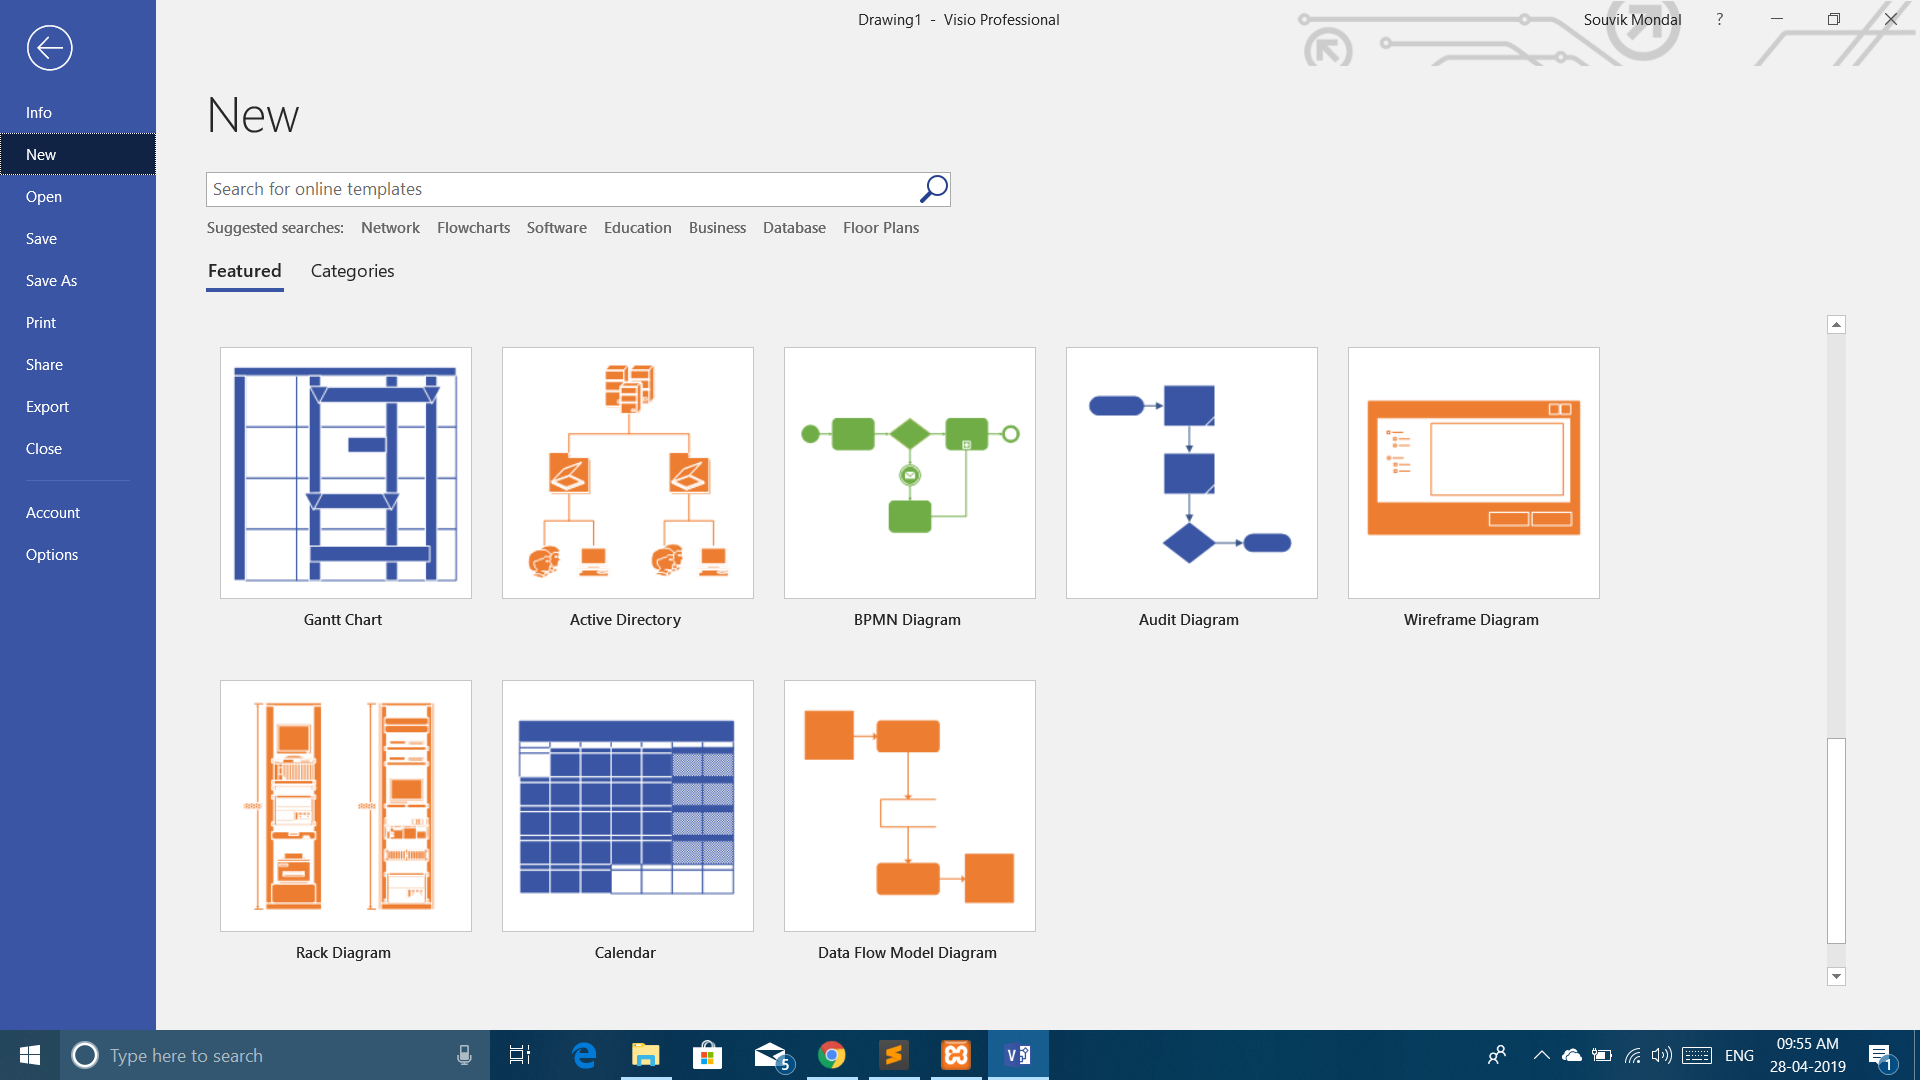 Drawing1 - Visio Professional
Souvik Mondal
?
Info
New
Open
Save
Save As
Print
Share
Export
Close
Account
Options
New
Search for online templates
Suggested searches: Network Flowcharts Software Education Business Database Floor Plans
Featured Categories
Gantt Chart
Active Directory
BPMN Diagram
Audit Diagram
Wireframe Diagram
Rack Diagram
Calendar
Data Flow Model Diagram
Type here to search
5
V
ENG
09:55 AM
28-04-2019
1